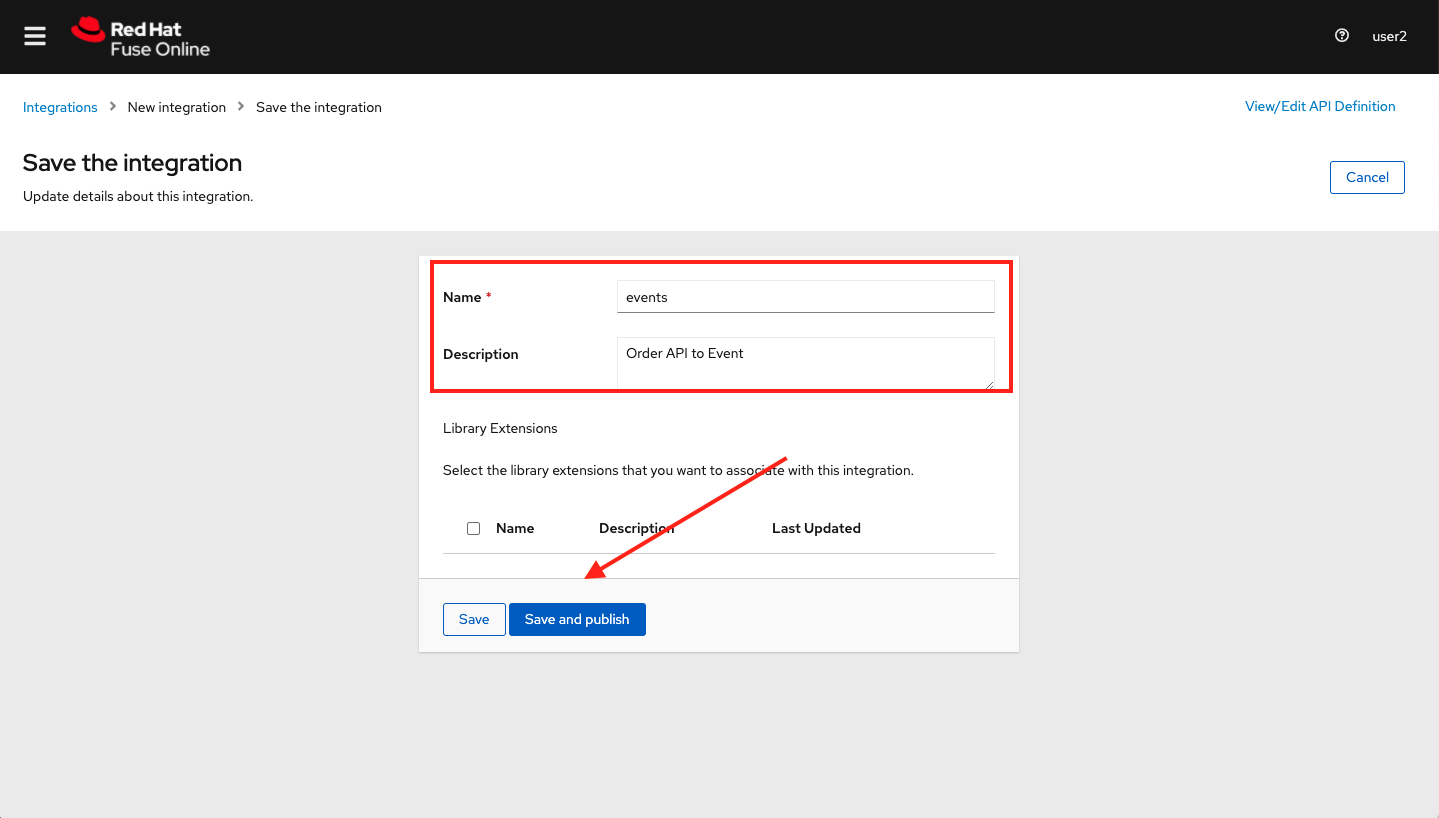 Red Hat
Fuse Online
user2
Integrations > New integration > Save the integration
View/Edit API Definition
Save the integration
Cancel
Update details about this integration.
Name *
events
Description
Order API to Event
Library Extensions
Select the library extensions that you want to associate with this integration.
Name Description Last Updated
Save Save and publish